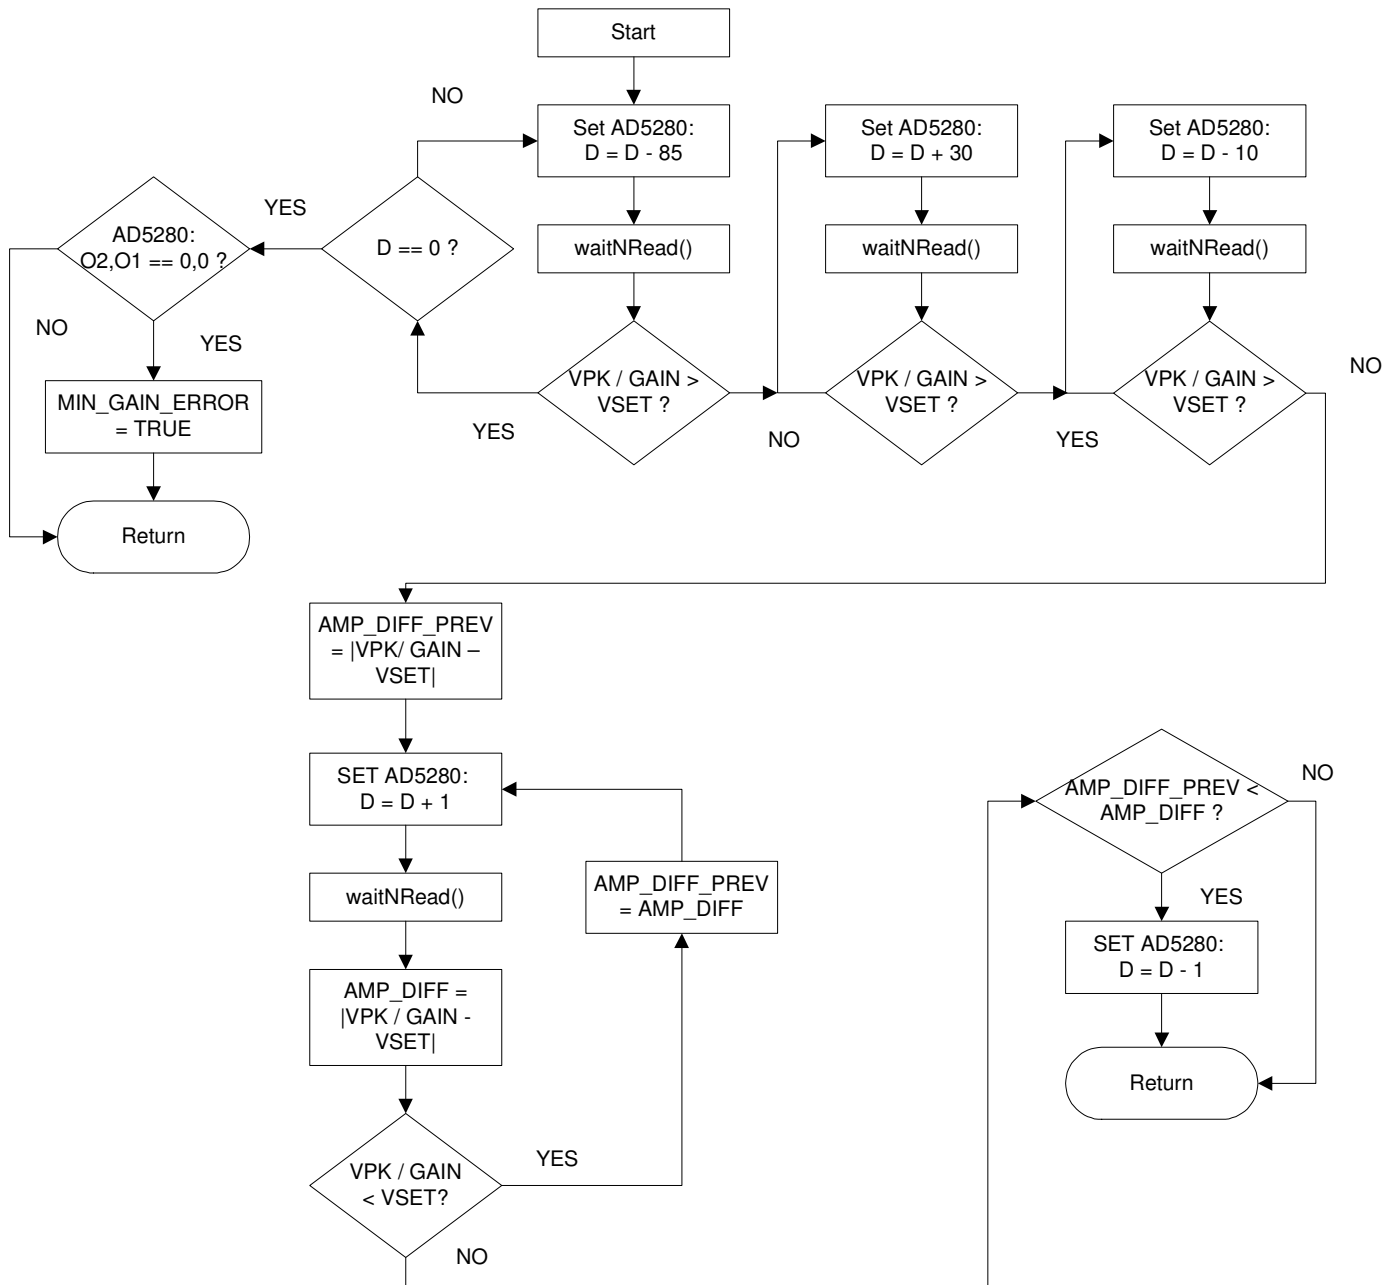 Start
NO
Set AD5280:
D = D - 85
Set AD5280:
D = D + 30
Set AD5280:
D = D - 10
YES
AD5280:
O2,O1 == 0,0 ?
D == 0 ?
waitNRead()
waitNRead()
waitNRead()
NO
YES
MIN_GAIN_ERROR
= TRUE
Return
VPK / GAIN >
VSET ?
YES
NO
VPK / GAIN >
VSET ?
YES
VPK / GAIN >
VSET ?
NO
AMP_DIFF_PREV
= |VPK/ GAIN –
VSET|
SET AD5280:
D = D + 1
waitNRead()
AMP_DIFF_PREV
= AMP_DIFF
AMP_DIFF =
|VPK / GAIN -
VSET|
VPK / GAIN
< VSET?
YES
NO
AMP_DIFF_PREV <
AMP_DIFF ?
NO
YES
SET AD5280:
D = D - 1
Return